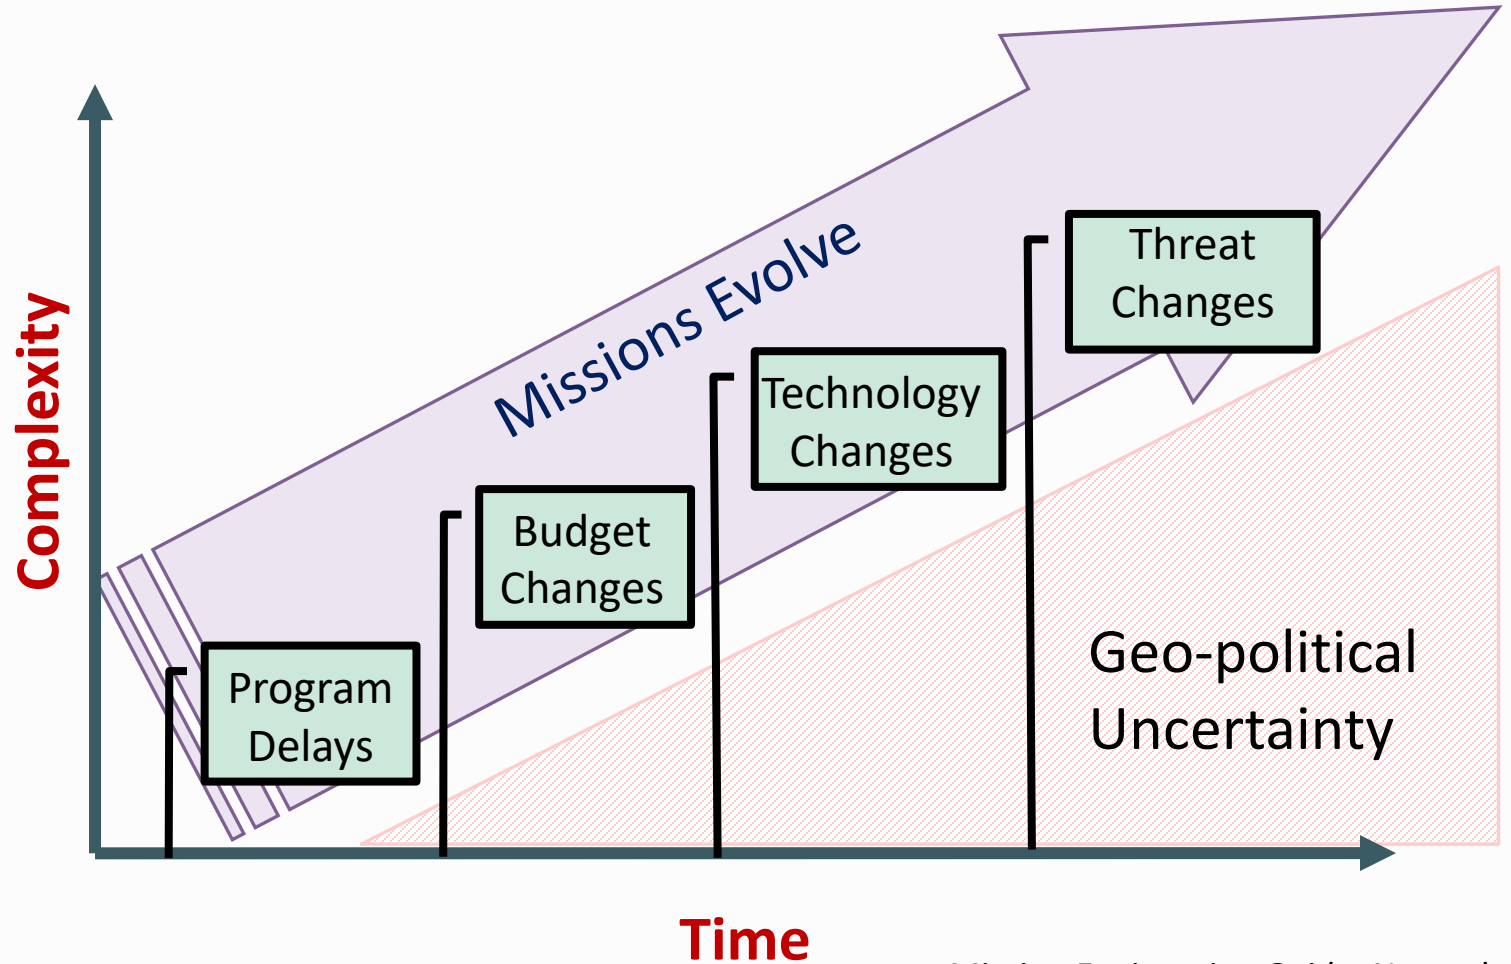 Missions Evolve
Threat
Changes
Technology
Changes
Budget
Changes
Program
Delays
Geo-political
Uncertainty
Complexity
Time